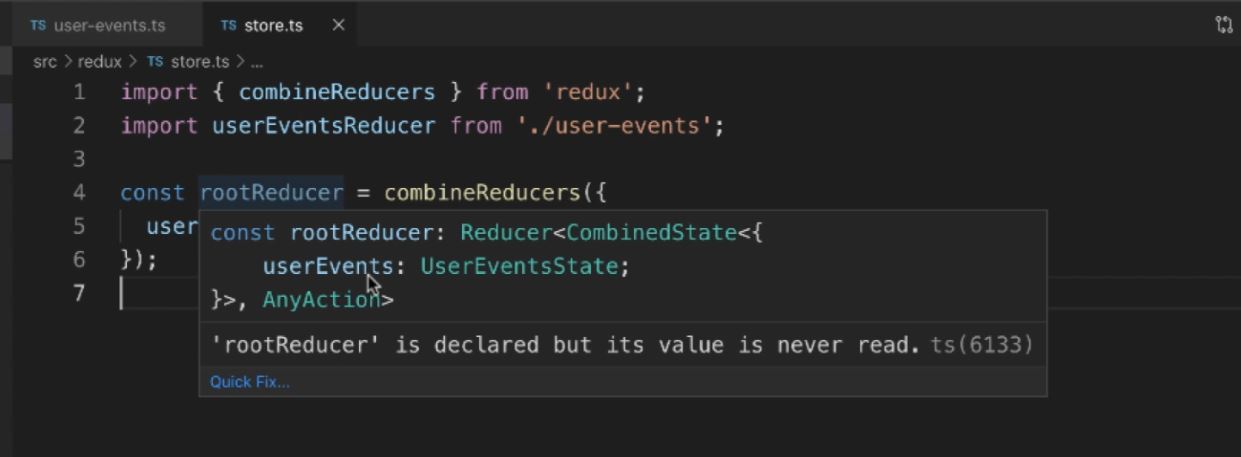 TS user-events.ts TS store.ts ×
src > redux > TS store.ts > ...
1 import { combineReducers } from 'redux';
2 import userEventsReducer from './user-events';
3
4 const rootReducer = combineReducers({
5 user
6 });
7
const rootReducer: Reducer<CombinedState<{
userEvents: UserEventsState;
}>, AnyAction>
'rootReducer' is declared but its value is never read. ts(6133)
Quick Fix...